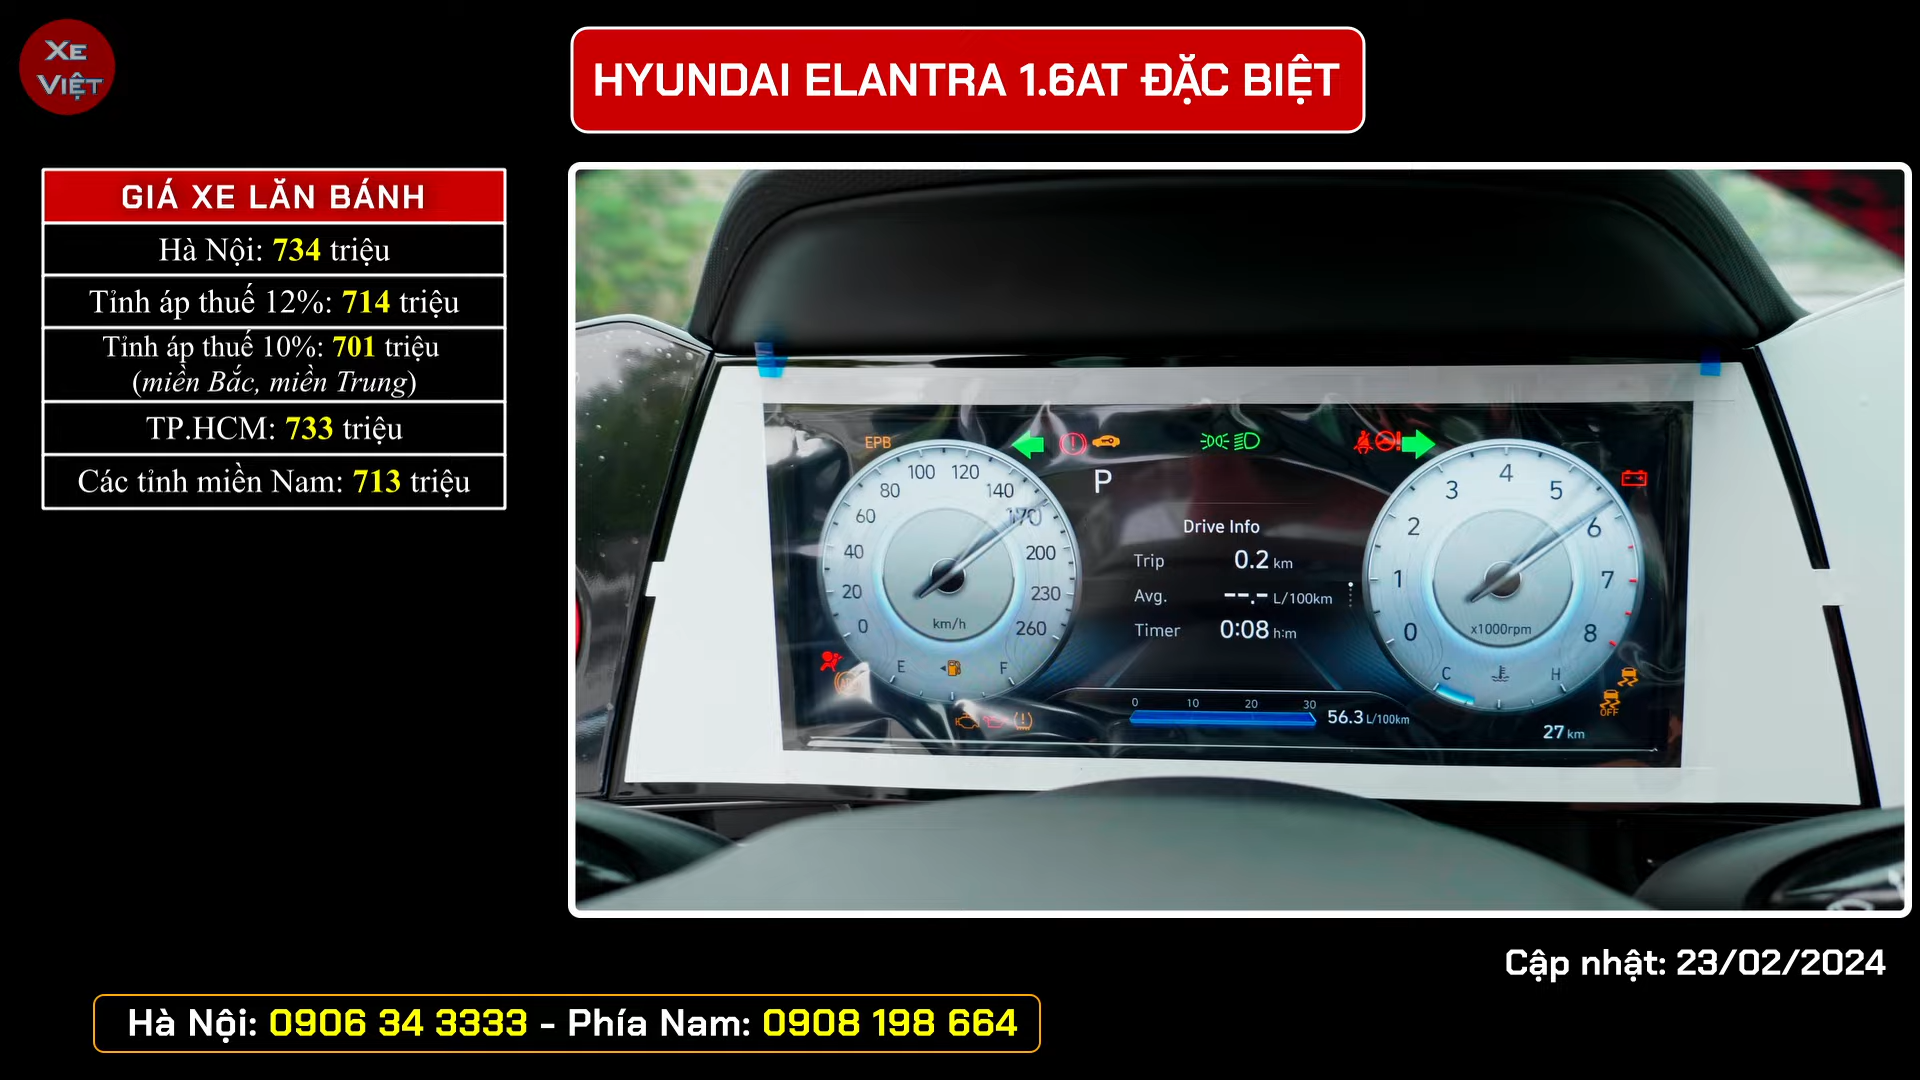 XE
VIỆT
HYUNDAI ELANTRA 1.6AT ĐẶC BIỆT
GIÁ XE LĂN BÁNH
Hà Nội: 734 triệu
Tỉnh áp thuế 12%: 714 triệu
Tỉnh áp thuế 10%: 701 triệu
(miền Bắc, miền Trung)
TP.HCM: 733 triệu
Các tỉnh miền Nam: 713 triệu
EPB
0 20 40 60 80 100 120 140 170 200 230 260
km/h
E F
P
Drive Info
Trip 0.2 km
Avg. --.- L/100km
Timer 0:08 h:m
0 10 20 30
56.3 L/100km
0 1 2 3 4 5 6 7 8
x1000rpm
C H
OFF
27 km
Cập nhật: 23/02/2024
Hà Nội: 0906 34 3333 - Phía Nam: 0908 198 664